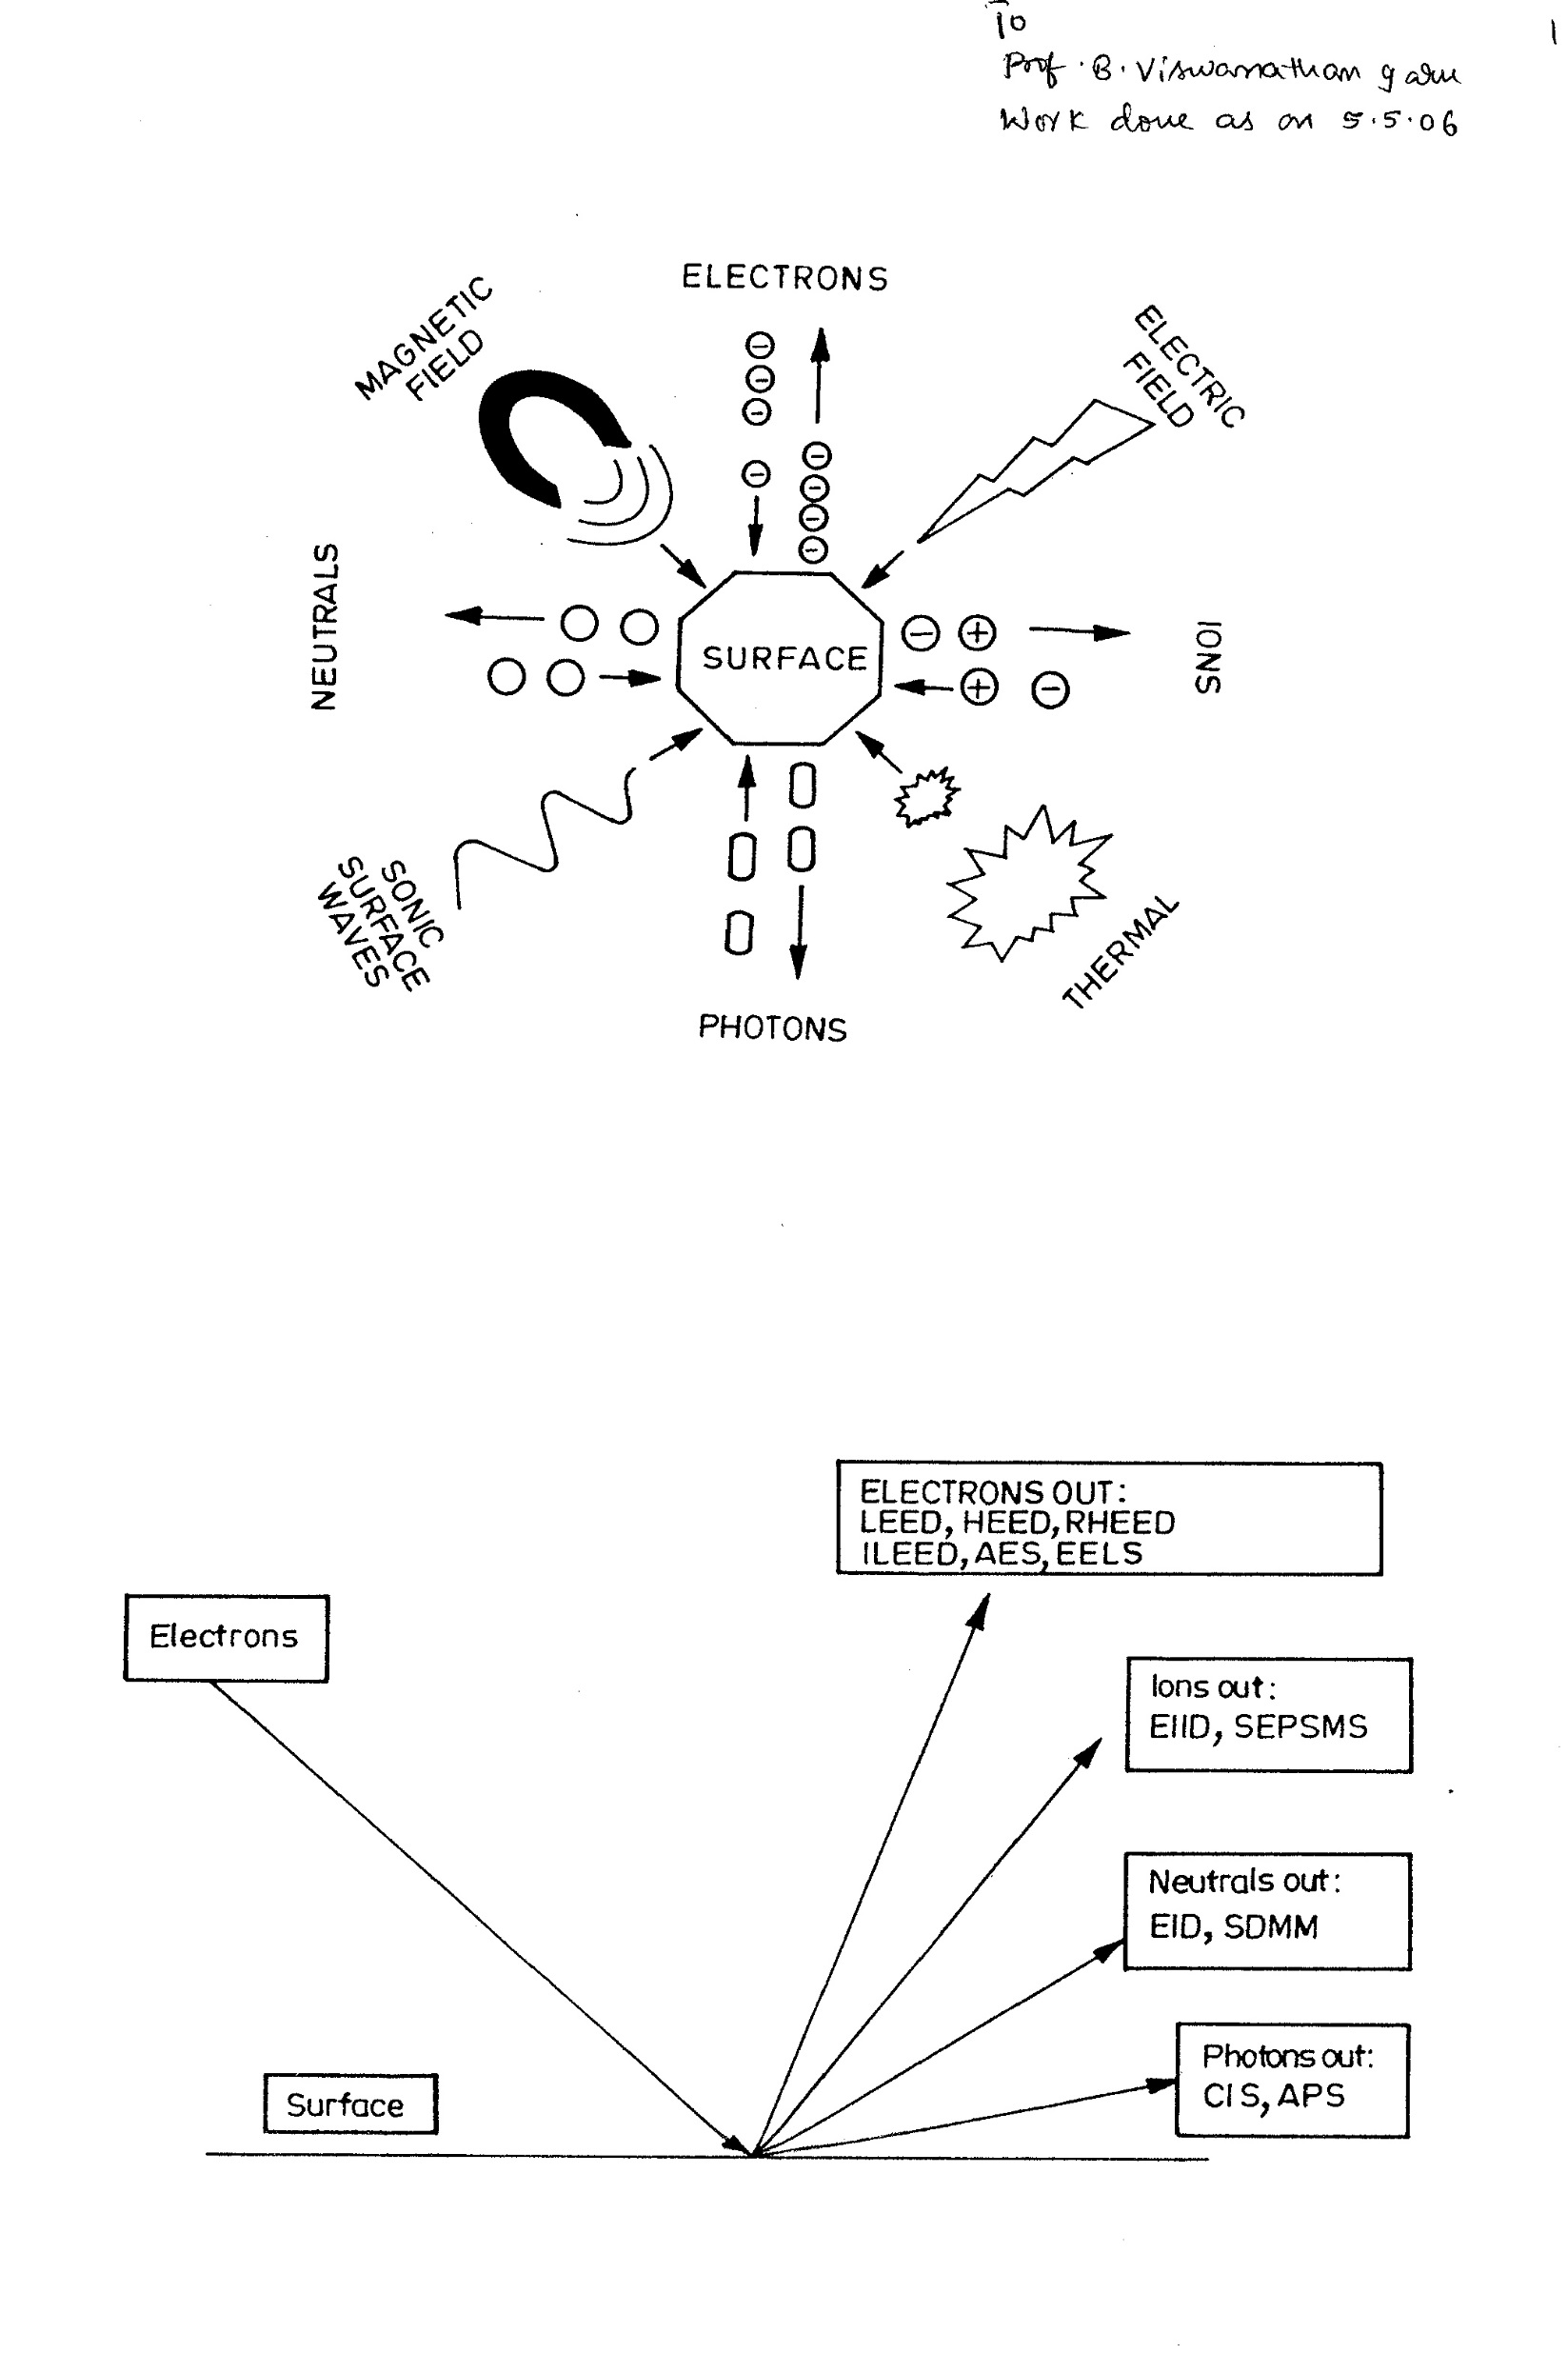 To
1
Prof. B. Viswanathan garu
Work done as on 5.5.06
ELECTRONS
MAGNETIC
FIELD
ELECTRIC
FIELD
NEUTRALS
SURFACE
IONS
SONIC
SURFACE
WAVES
THERMAL
PHOTONS
ELECTRONS OUT:
LEED, HEED, RHEED
ILEED, AES, EELS
Electrons
Ions out:
EIID, SEPSMS
Neutrals out:
EID, SDMM
Photons out:
CIS, APS
Surface